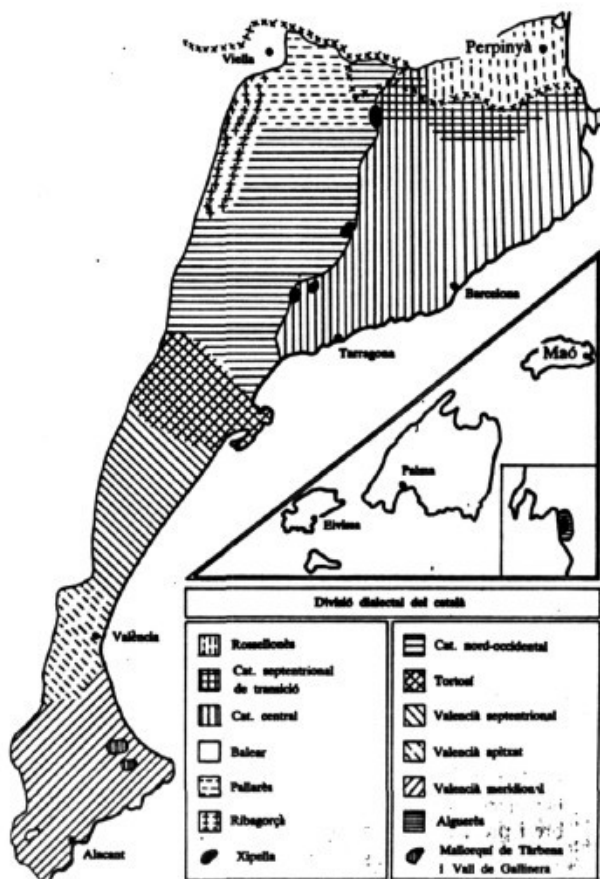 Viella
Perpinyà
Barcelona
Tarragona
Maó
Palma
Eivissa
València
Alacant
Divisió dialectal del català
Rossellonès
Cat. septentrional
de transició
Cat. central
Balear
Pallarès
Ribagorçà
Xipella
Cat. nord-occidental
Tortosí
Valencià septentrional
Valencià apitxat
Valencià meridional
Alguerès
Mallorquí de Tàrbena
i Vall de Gallinera